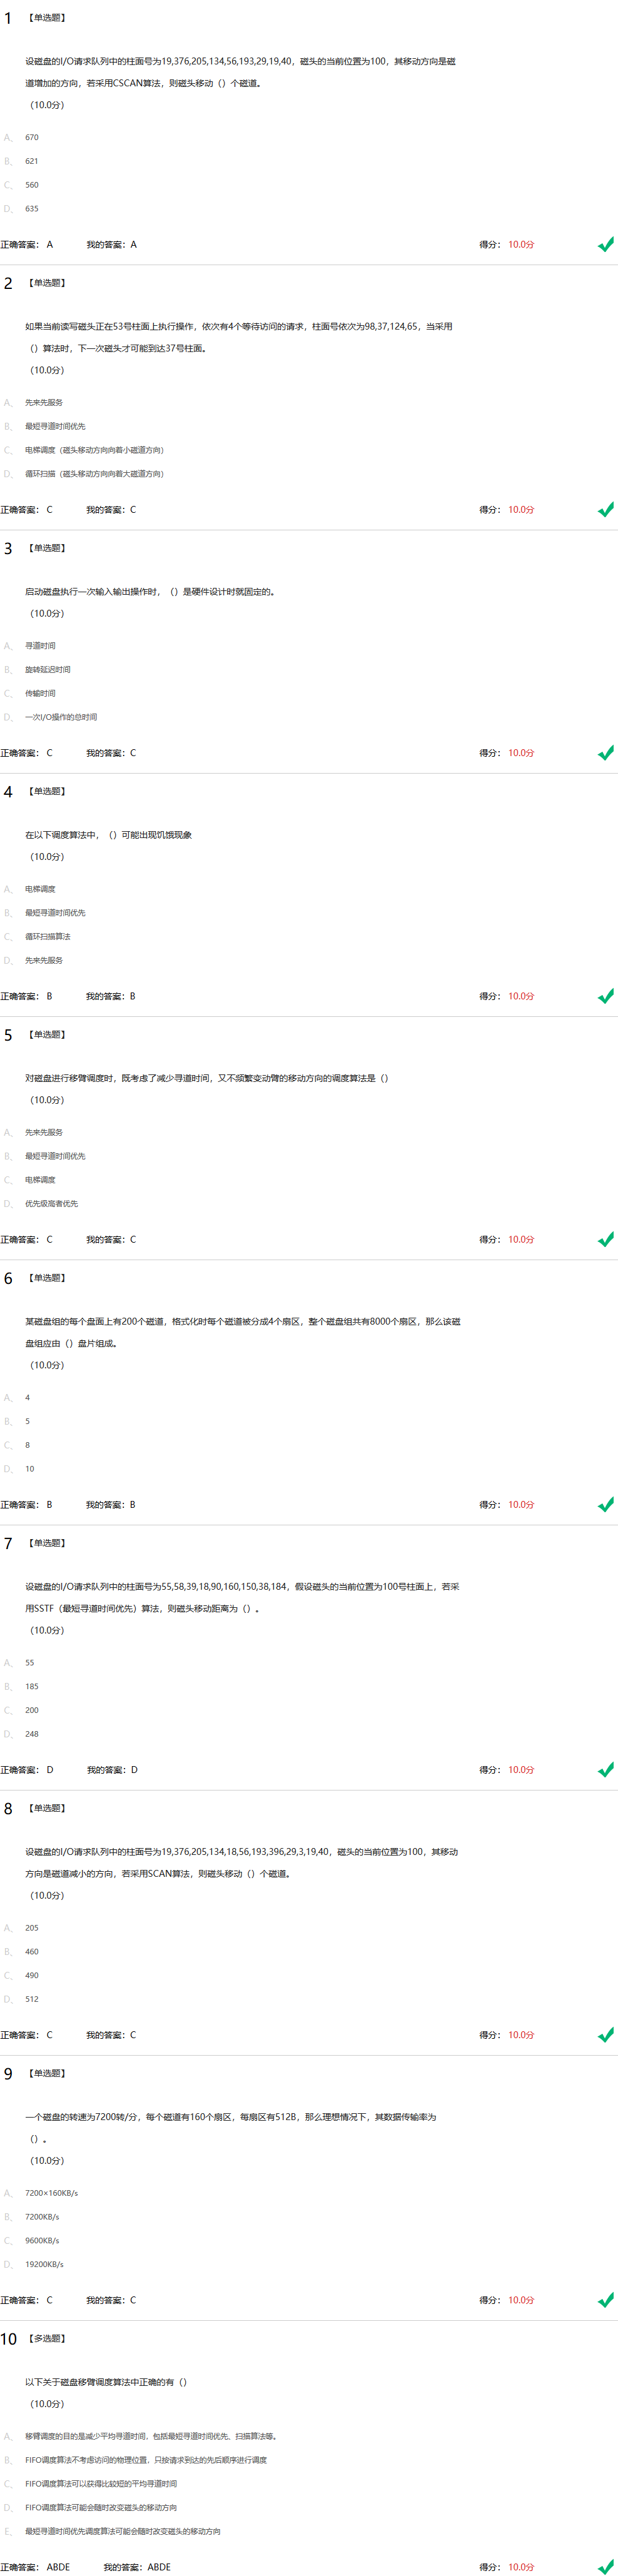 1 【单选题】
设磁盘的I/O请求队列中的柱面号为19,376,205,134,56,193,29,19,40，磁头的当前位置为100，其移动方向是磁
道增加的方向，若采用CSCAN算法，则磁头移动（）个磁道。
（10.0分）
A、 670
B、 621
C、 560
D、 635
正确答案： A 我的答案：A 得分： 10.0分
2 【单选题】
如果当前读写磁头正在53号柱面上执行操作，依次有4个等待访问的请求，柱面号依次为98,37,124,65，当采用
（）算法时，下一次磁头才可能到达37号柱面。
（10.0分）
A、 先来先服务
B、 最短寻道时间优先
C、 电梯调度（磁头移动方向向着小磁道方向）
D、 循环扫描（磁头移动方向向着大磁道方向）
正确答案： C 我的答案：C 得分： 10.0分
3 【单选题】
启动磁盘执行一次输入输出操作时，（）是硬件设计时就固定的。
（10.0分）
A、 寻道时间
B、 旋转延迟时间
C、 传输时间
D、 一次I/O操作的总时间
正确答案： C 我的答案：C 得分： 10.0分
4 【单选题】
在以下调度算法中，（）可能出现饥饿现象
（10.0分）
A、 电梯调度
B、 最短寻道时间优先
C、 循环扫描算法
D、 先来先服务
正确答案： B 我的答案：B 得分： 10.0分
5 【单选题】
对磁盘进行移臂调度时，既考虑了减少寻道时间，又不频繁变动臂的移动方向的调度算法是（）
（10.0分）
A、 先来先服务
B、 最短寻道时间优先
C、 电梯调度
D、 优先级高者优先
正确答案： C 我的答案：C 得分： 10.0分
6 【单选题】
某磁盘组的每个盘面上有200个磁道，格式化时每个磁道被分成4个扇区，整个磁盘组共有8000个扇区，那么该磁
盘组应由（）盘片组成。
（10.0分）
A、 4
B、 5
C、 8
D、 10
正确答案： B 我的答案：B 得分： 10.0分
7 【单选题】
设磁盘的I/O请求队列中的柱面号为55,58,39,18,90,160,150,38,184，假设磁头的当前位置为100号柱面上，若采
用SSTF（最短寻道时间优先）算法，则磁头移动距离为（）。
（10.0分）
A、 55
B、 185
C、 200
D、 248
正确答案： D 我的答案：D 得分： 10.0分
8 【单选题】
设磁盘的I/O请求队列中的柱面号为19,376,205,134,18,56,193,396,29,3,19,40，磁头的当前位置为100，其移动
方向是磁道减小的方向，若采用SCAN算法，则磁头移动（）个磁道。
（10.0分）
A、 205
B、 460
C、 490
D、 512
正确答案： C 我的答案：C 得分： 10.0分
9 【单选题】
一个磁盘的转速为7200转/分，每个磁道有160个扇区，每扇区有512B，那么理想情况下，其数据传输率为
（）。
（10.0分）
A、 7200×160KB/s
B、 7200KB/s
C、 9600KB/s
D、 19200KB/s
正确答案： C 我的答案：C 得分： 10.0分
10 【多选题】
以下关于磁盘移臂调度算法中正确的有（）
（10.0分）
A、 移臂调度的目的是减少平均寻道时间，包括最短寻道时间优先、扫描算法等。
B、 FIFO调度算法不考虑访问的物理位置，只按请求到达的先后顺序进行调度
C、 FIFO调度算法可以获得比较短的平均寻道时间
D、 FIFO调度算法可能会随时改变磁头的移动方向
E、 最短寻道时间优先调度算法可能会随时改变磁头的移动方向
正确答案： ABDE 我的答案：ABDE 得分： 10.0分